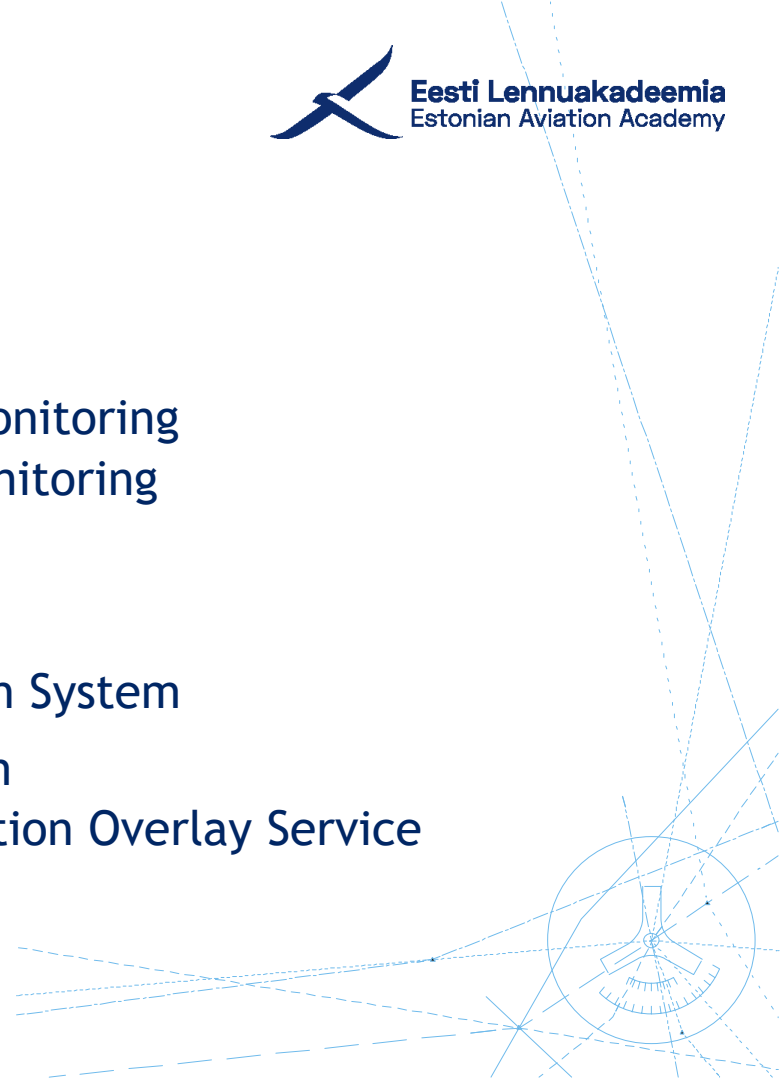 Eesti Lennuakadeemia
Estonian Aviation Academy
onitoring
nitoring
n System
n
tion Overlay Service